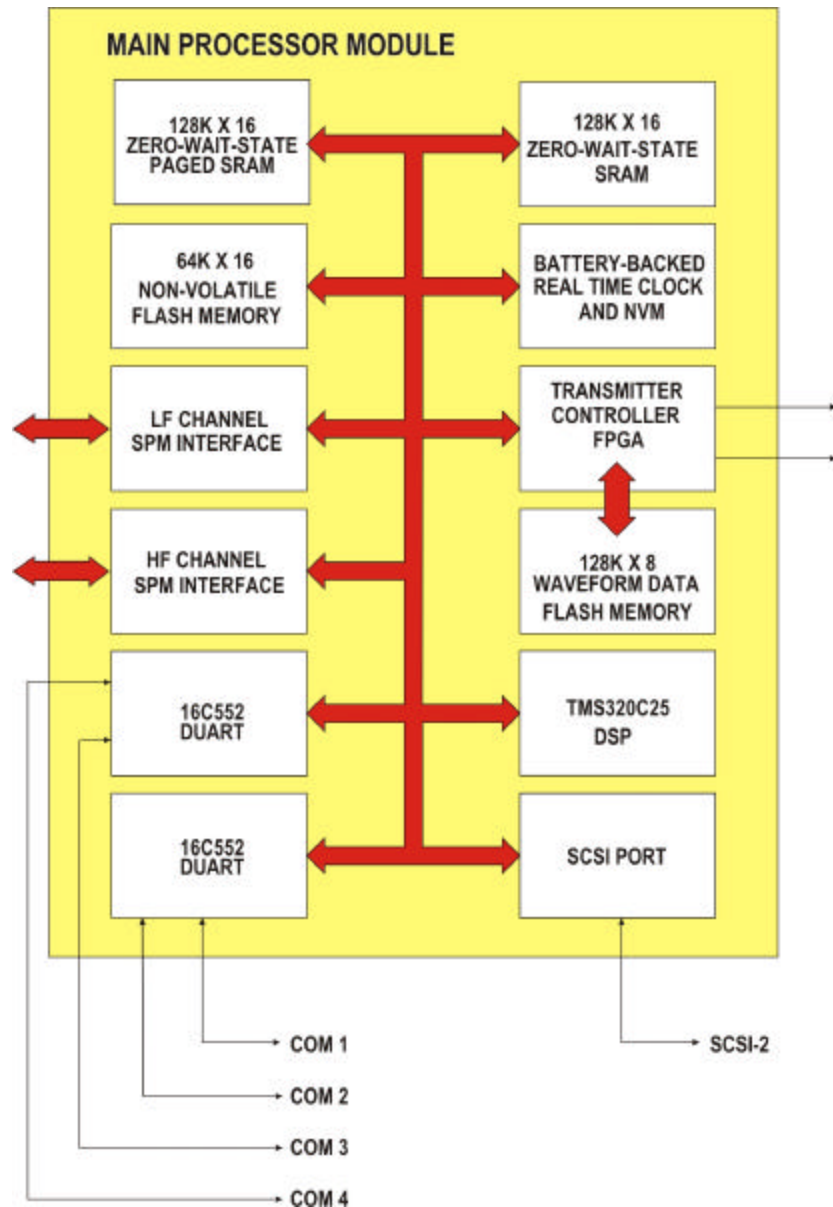 MAIN PROCESSOR MODULE
128K X 16
ZERO-WAIT-STATE
PAGED SRAM
128K X 16
ZERO-WAIT-STATE
SRAM
64K X 16
NON-VOLATILE
FLASH MEMORY
BATTERY-BACKED
REAL TIME CLOCK
AND NVM
LF CHANNEL
SPM INTERFACE
TRANSMITTER
CONTROLLER
FPGA
HF CHANNEL
SPM INTERFACE
128K X 8
WAVEFORM DATA
FLASH MEMORY
16C552
DUART
TMS320C25
DSP
16C552
DUART
SCSI PORT
COM 1
SCSI-2
COM 2
COM 3
COM 4